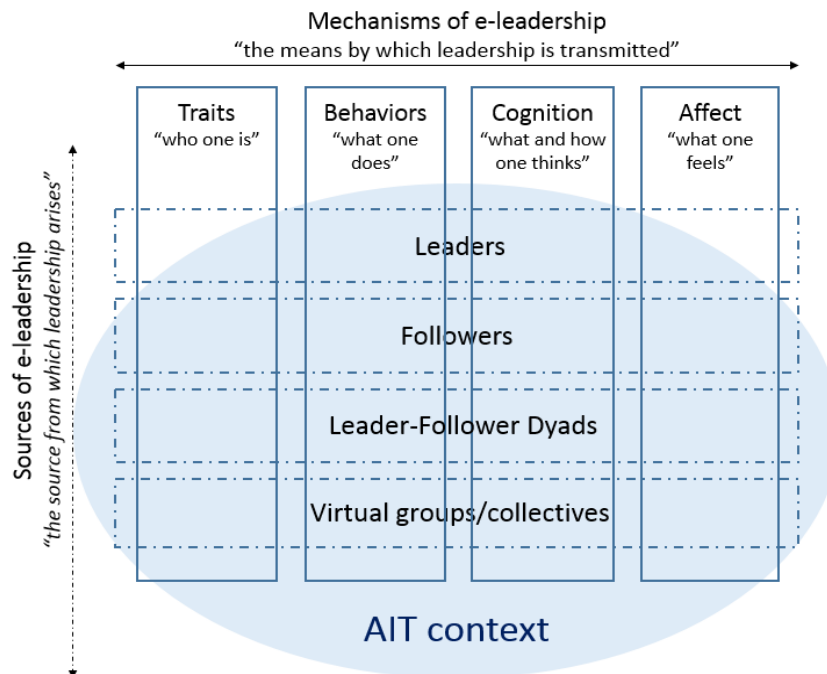 Mechanisms of e-leadership
“the means by which leadership is transmitted”
Traits
“who one is”
Behaviors
“what one
does”
Cognition
“what and how
one thinks”
Affect
“what one
feels”
Sources of e-leadership
“the source from which leadership arises”
Leaders
Followers
Leader-Follower Dyads
Virtual groups/collectives
AIT context